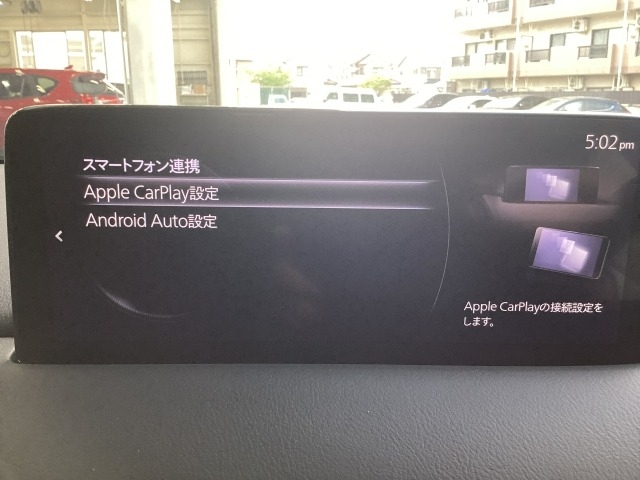 5:02 pm
スマートフォン連携
Apple CarPlay設定
Android Auto設定
Apple CarPlayの接続設定を
します。